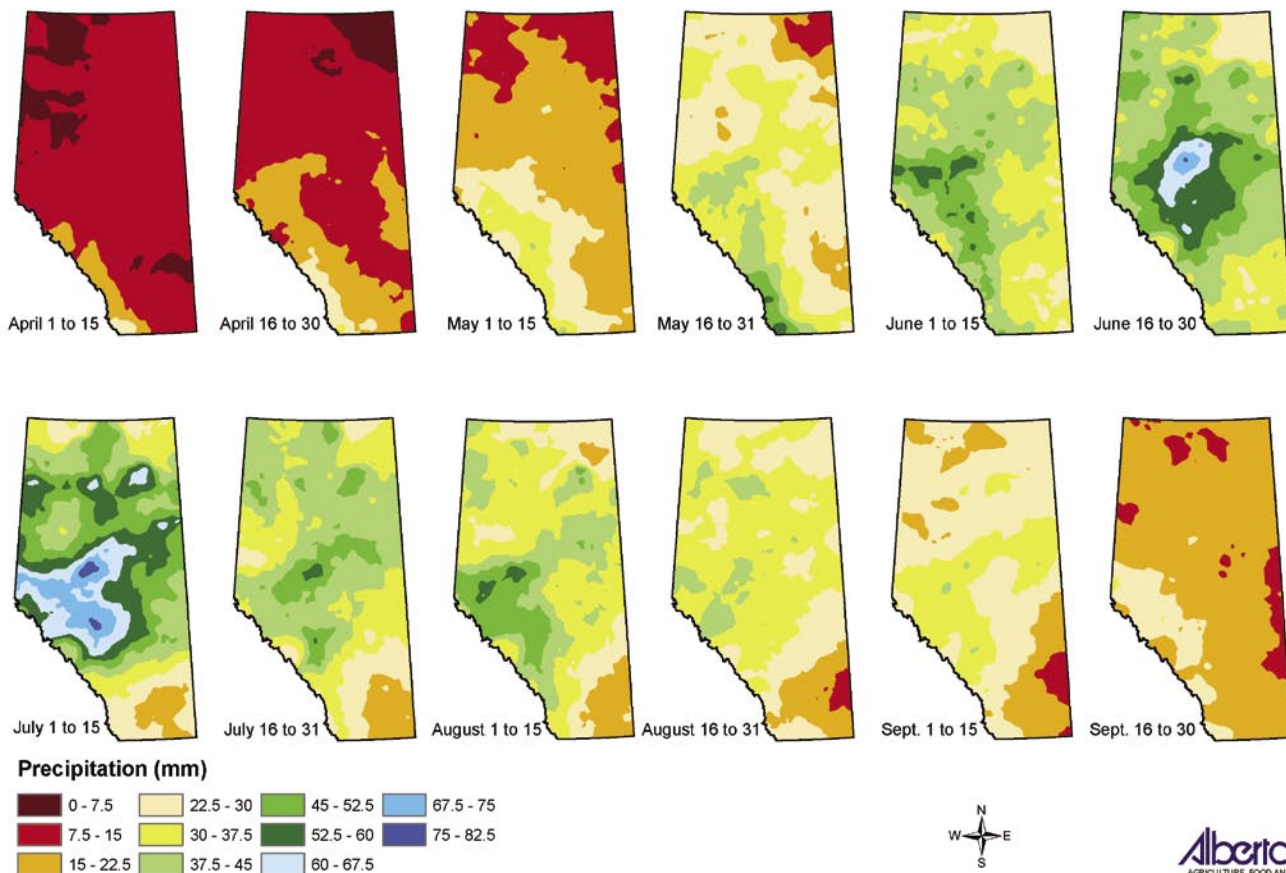 April 1 to 15
April 16 to 30
May 1 to 15
May 16 to 31
June 1 to 15
June 16 to 30
July 1 to 15
July 16 to 31
August 1 to 15
August 16 to 31
Sept. 1 to 15
Sept. 16 to 30
Precipitation (mm)
0 - 7.5
22.5 - 30
45 - 52.5
67.5 - 75
7.5 - 15
30 - 37.5
52.5 - 60
75 - 82.5
15 - 22.5
37.5 - 45
60 - 67.5
N
W E
S
Alberta
AGRICULTURE, FOOD AN